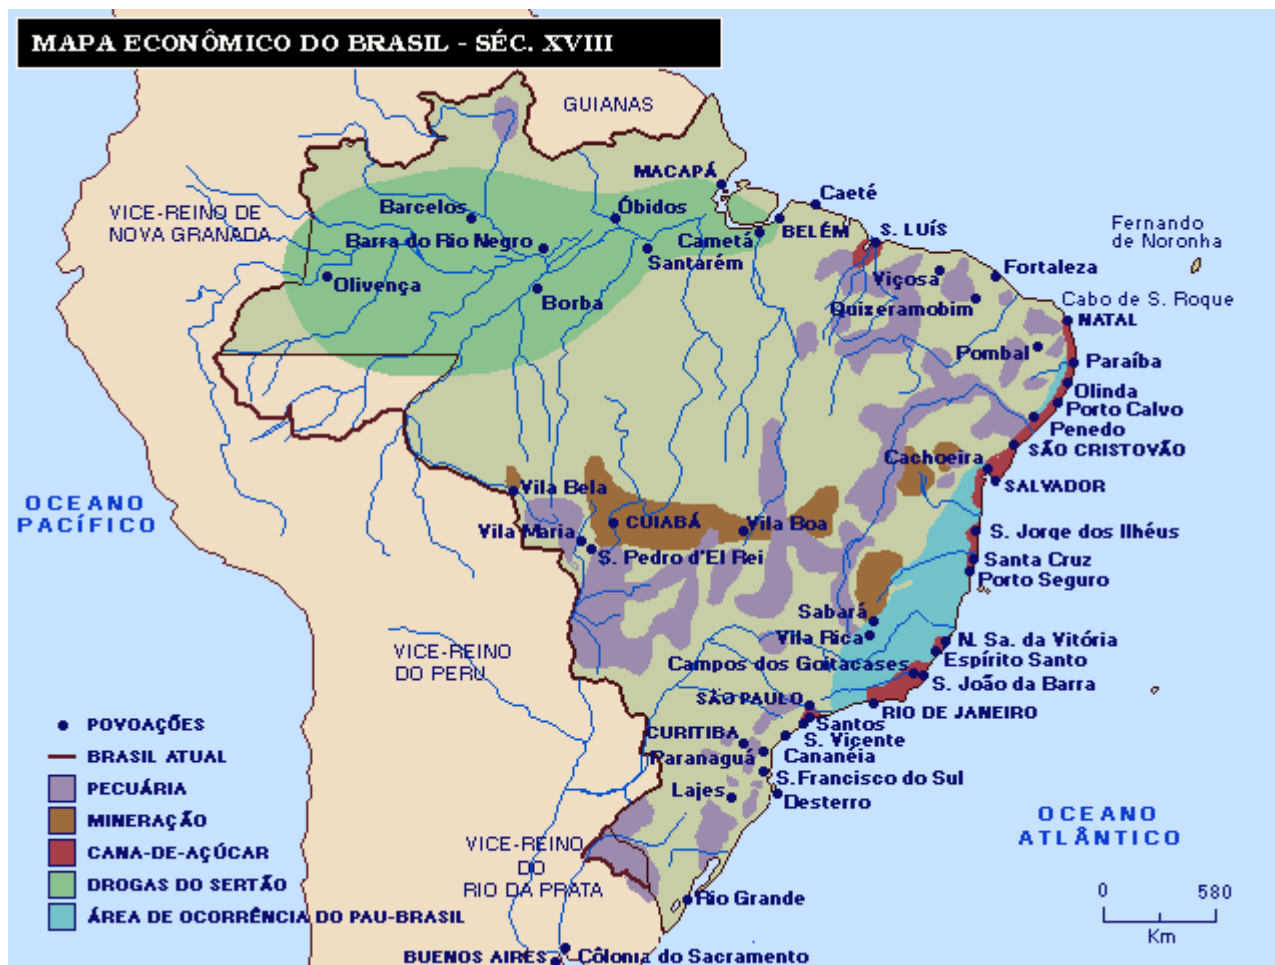 MAPA ECONÔMICO DO BRASIL - SÉC. XVIII
GUIANAS
MACAPÁ
Caeté
VICE-REINO DE
NOVA GRANADA
Barcelos
Óbidos
BELÉM
S. LUÍS
Fernando
de Noronha
Barra do Rio Negro
Cametá
Santarém
Olivença
Borba
Viçosa
Fortaleza
Quizeramobim
Cabo de S. Roque
NATAL
Pombal
Paraíba
Olinda
Porto Calvo
Penedo
SÃO CRISTOVÃO
Cachoeira
SALVADOR
OCEANO
PACÍFICO
Vila Bela
CUIABÁ
Vila Boa
Vila Maria
S. Pedro d'El Rei
S. Jorge dos Ilhéus
Santa Cruz
Porto Seguro
Sabará
Vila Rica
N. Sa. da Vitória
Espírito Santo
VICE-REINO
DO PERU
Campos dos Goitacases
S. João da Barra
SÃO PAULO
RIO DE JANEIRO
Santos
S. Vicente
CURITIBA
Paranaguá
Cananéia
S. Francisco do Sul
Lajes
Desterro
POVOAÇÕES
BRASIL ATUAL
PECUÁRIA
MINERAÇÃO
CANA-DE-AÇÚCAR
DROGAS DO SERTÃO
ÁREA DE OCORRÊNCIA DO PAU-BRASIL
VICE-REINO
DO
RIO DA PRATA
OCEANO
ATLÂNTICO
Rio Grande
0 580
Km
BUENOS AIRES
Côlonia do Sacramento